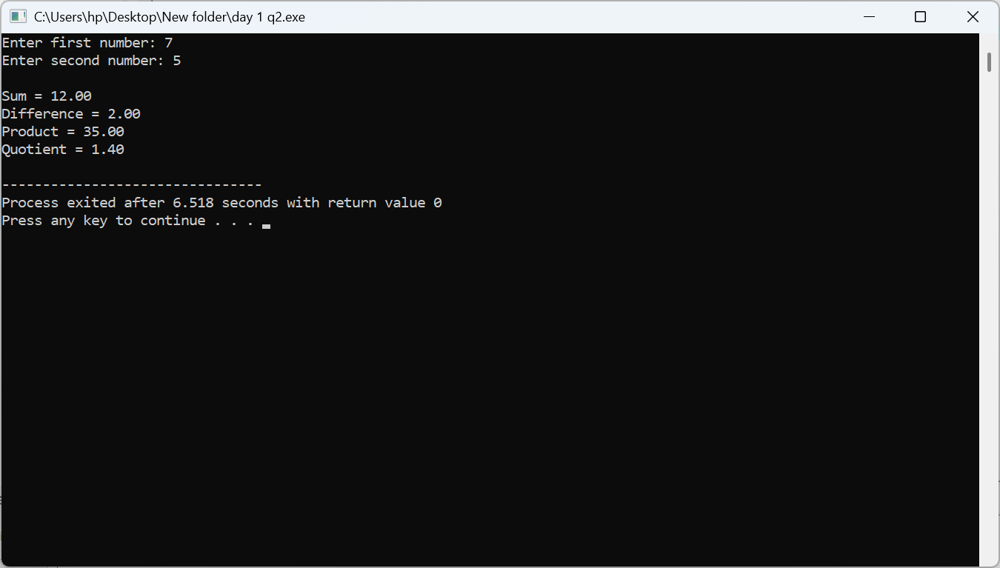 C:\Users\hp\Desktop\New folder\day 1 q2.exe
Enter first number: 7
Enter second number: 5
Sum = 12.00
Difference = 2.00
Product = 35.00
Quotient = 1.40
--------------------------------
Process exited after 6.518 seconds with return value 0
Press any key to continue . . .